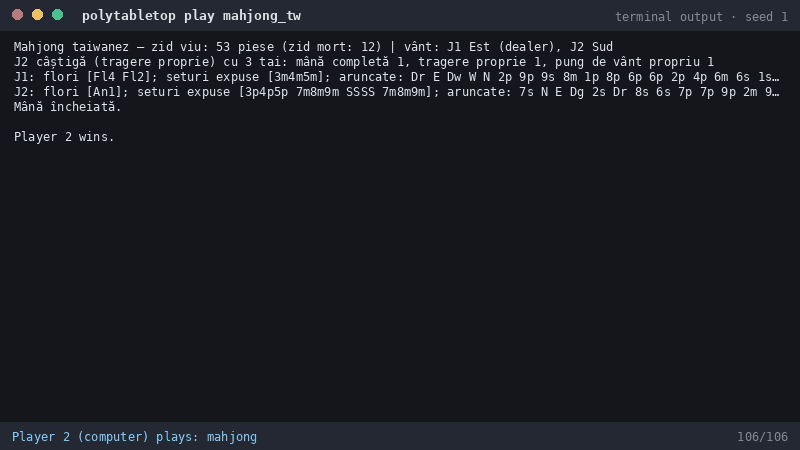 polytabletop play mahjong_tw
terminal output · seed 1
Mahjong taiwanez — zid viu: 53 piese (zid mort: 12) | vânt: J1 Est (dealer), J2 Sud
J2 câștigă (tragere proprie) cu 3 tai: mână completă 1, tragere proprie 1, pung de vânt propriu 1
J1: flori [Fl4 Fl2]; seturi expuse [3m4m5m]; aruncate: Dr E Dw W N 2p 9p 9s 8m 1p 8p 6p 6p 2p 4p 6m 6s 1s…
J2: flori [An1]; seturi expuse [3p4p5p 7m8m9m SSSS 7m8m9m]; aruncate: 7s N E Dg 2s Dr 8s 6s 7p 7p 9p 2m 9…
Mână încheiată.
Player 2 wins.
Player 2 (computer) plays: mahjong
106/106